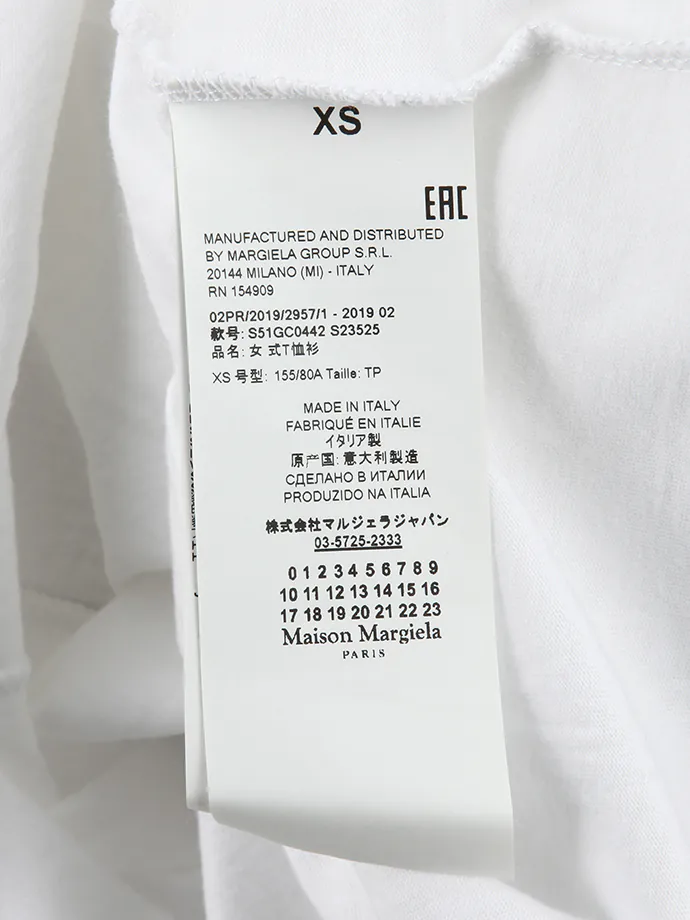 XS
EAC
MANUFACTURED AND DISTRIBUTED
BY MARGIELA GROUP S.R.L.
20144 MILANO (MI) - ITALY
RN 154909
02PR/2019/2957/1 - 2019 02
款号: S51GC0442 S23525
品名: 女 式T恤衫
XS 号型: 155/80A Taille: TP
MADE IN ITALY
FABRIQUÉ EN ITALIE
イタリア製
原产国: 意大利製造
СДЕЛАНО В ИТАЛИИ
PRODUZIDO NA ITALIA
株式会社マルジェラジャパン
03-5725-2333
0 1 2 3 4 5 6 7 8 9
10 11 12 13 14 15 16
17 18 19 20 21 22 23
Maison Margiela
PARIS